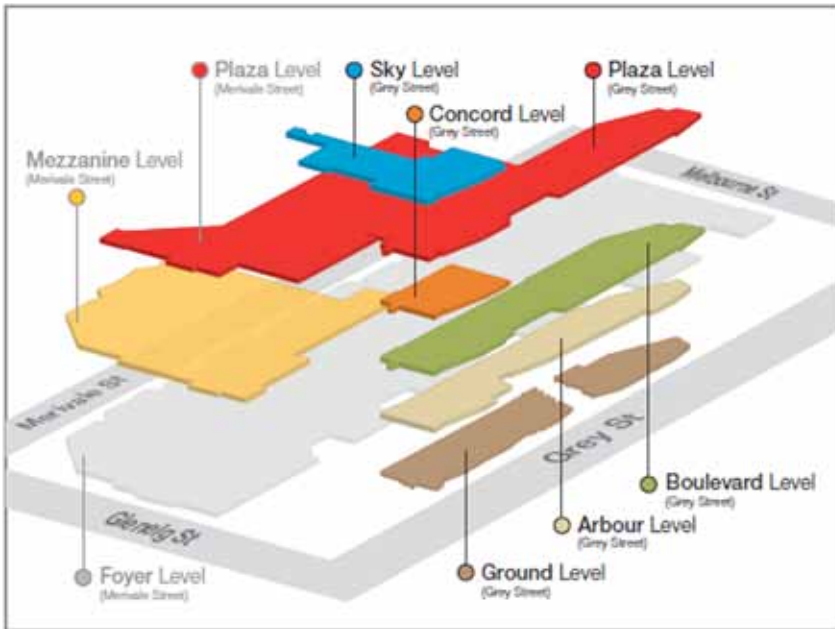 Plaza Level
(Merivale Street)
Sky Level
(Grey Street)
Plaza Level
(Grey Street)
Concord Level
(Grey Street)
Mezzanine Level
(Merivale Street)
Melbourne St
Merivale St
Grey St
Glenelg St
Boulevard Level
(Grey Street)
Arbour Level
(Grey Street)
Ground Level
(Grey Street)
Foyer Level
(Merivale Street)